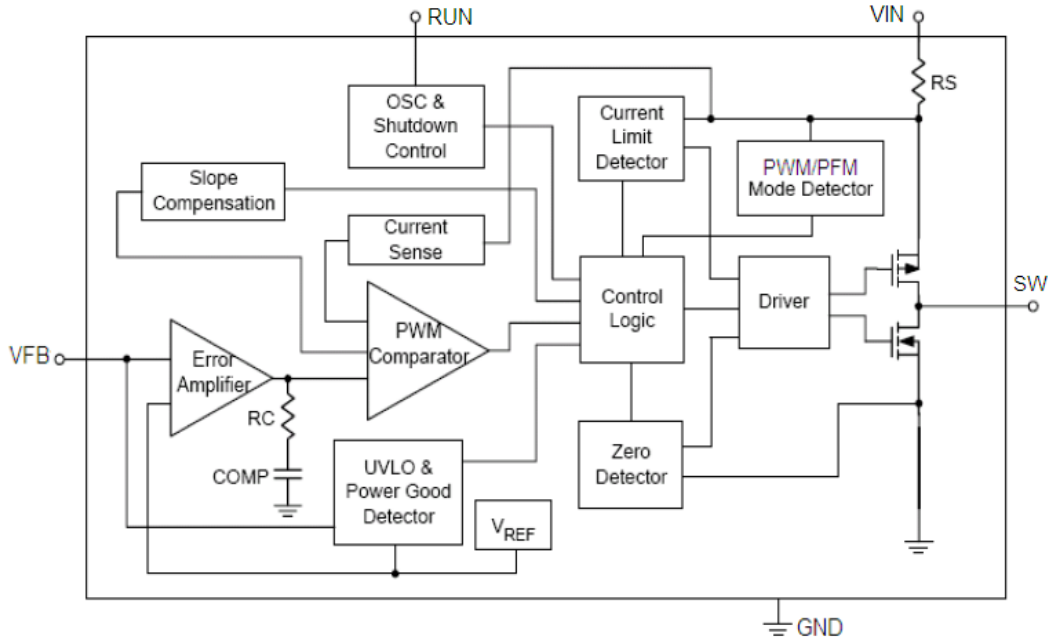 RUN
VIN
RS
OSC &
Shutdown
Control
Current
Limit
Detector
PWM/PFM
Mode Detector
Slope
Compensation
Current
Sense
SW
Control
Logic
Driver
PWM
Comparator
VFB
Error
Amplifier
RC
COMP
UVLO &
Power Good
Detector
VREF
Zero
Detector
GND